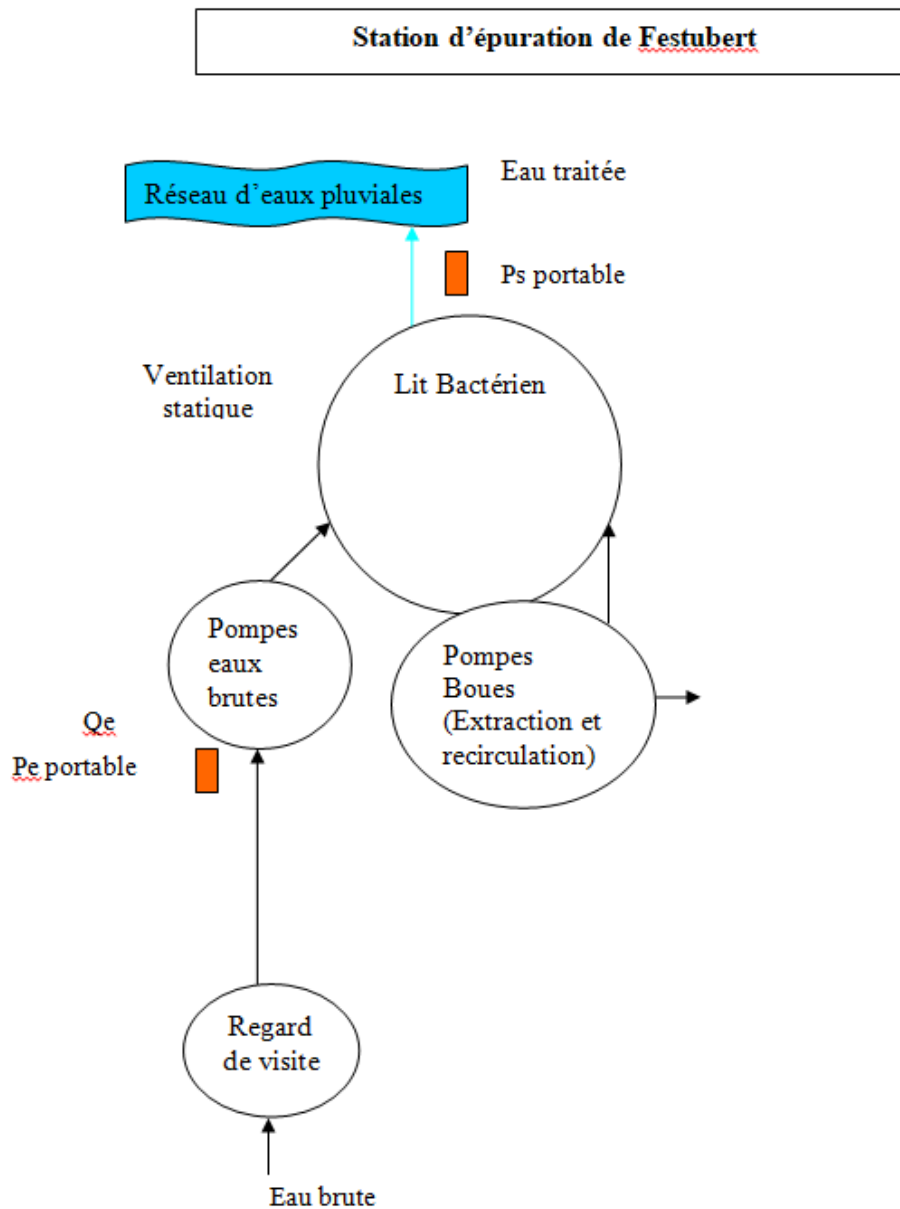 Station d’épuration de Festubert
Réseau d’eaux pluviales
Eau traitée
Ps portable
Ventilation
statique
Lit Bactérien
Pompes
eaux
brutes
Pompes
Boues
(Extraction et
recirculation)
Qe
Pe portable
Regard
de visite
Eau brute